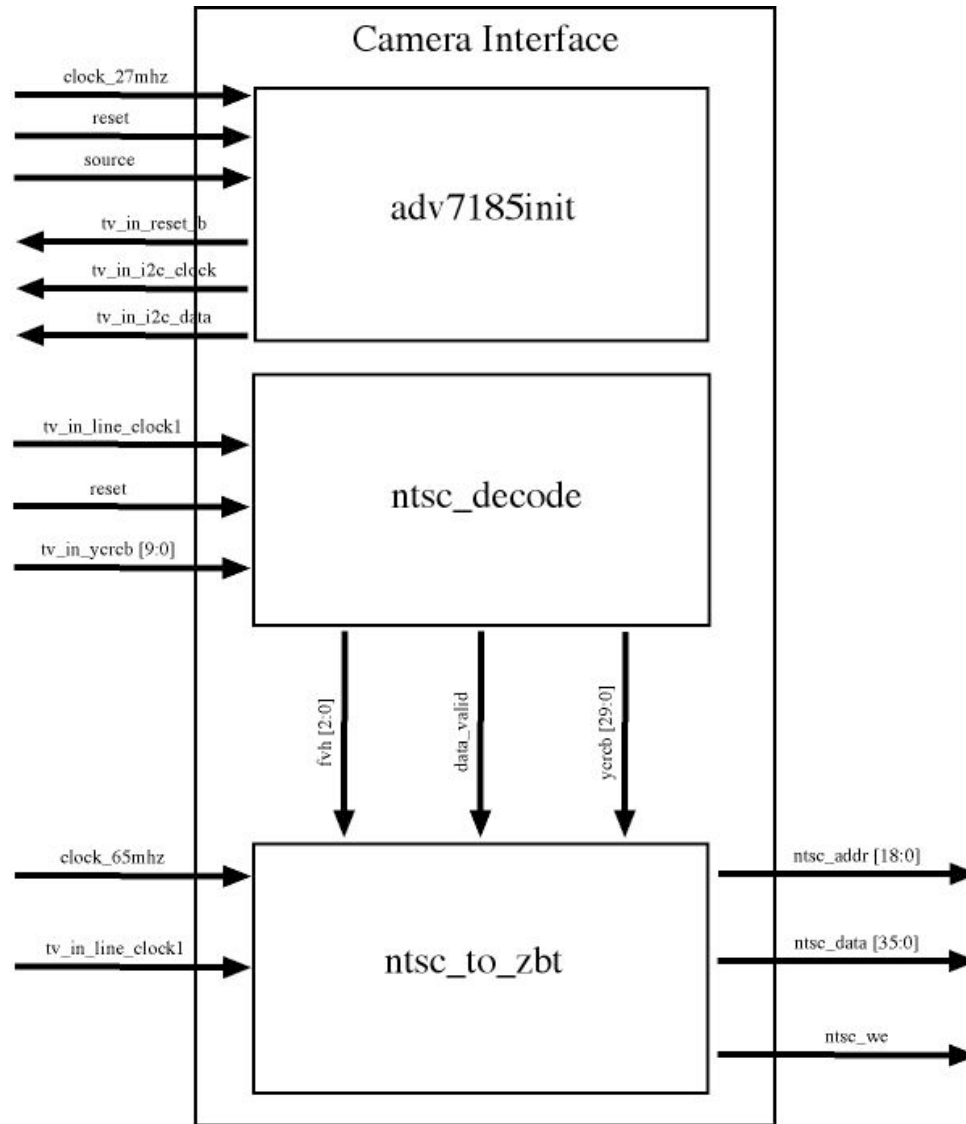 Camera Interface
clock_27mhz
reset
source
tv_in_reset_b
tv_in_i2c_clock
tv_in_i2c_data
adv7185init
tv_in_line_clock1
reset
tv_in_ycrcb [9:0]
ntsc_decode
fvh [2:0]
data_valid
ycrcb [29:0]
clock_65mhz
tv_in_line_clock1
ntsc_to_zbt
ntsc_addr [18:0]
ntsc_data [35:0]
ntsc_we